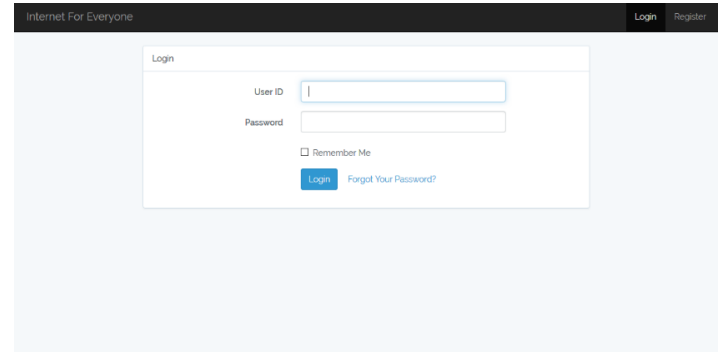 Internet For Everyone Login Register
Login
User ID
Password
Remember Me
Login Forgot Your Password?